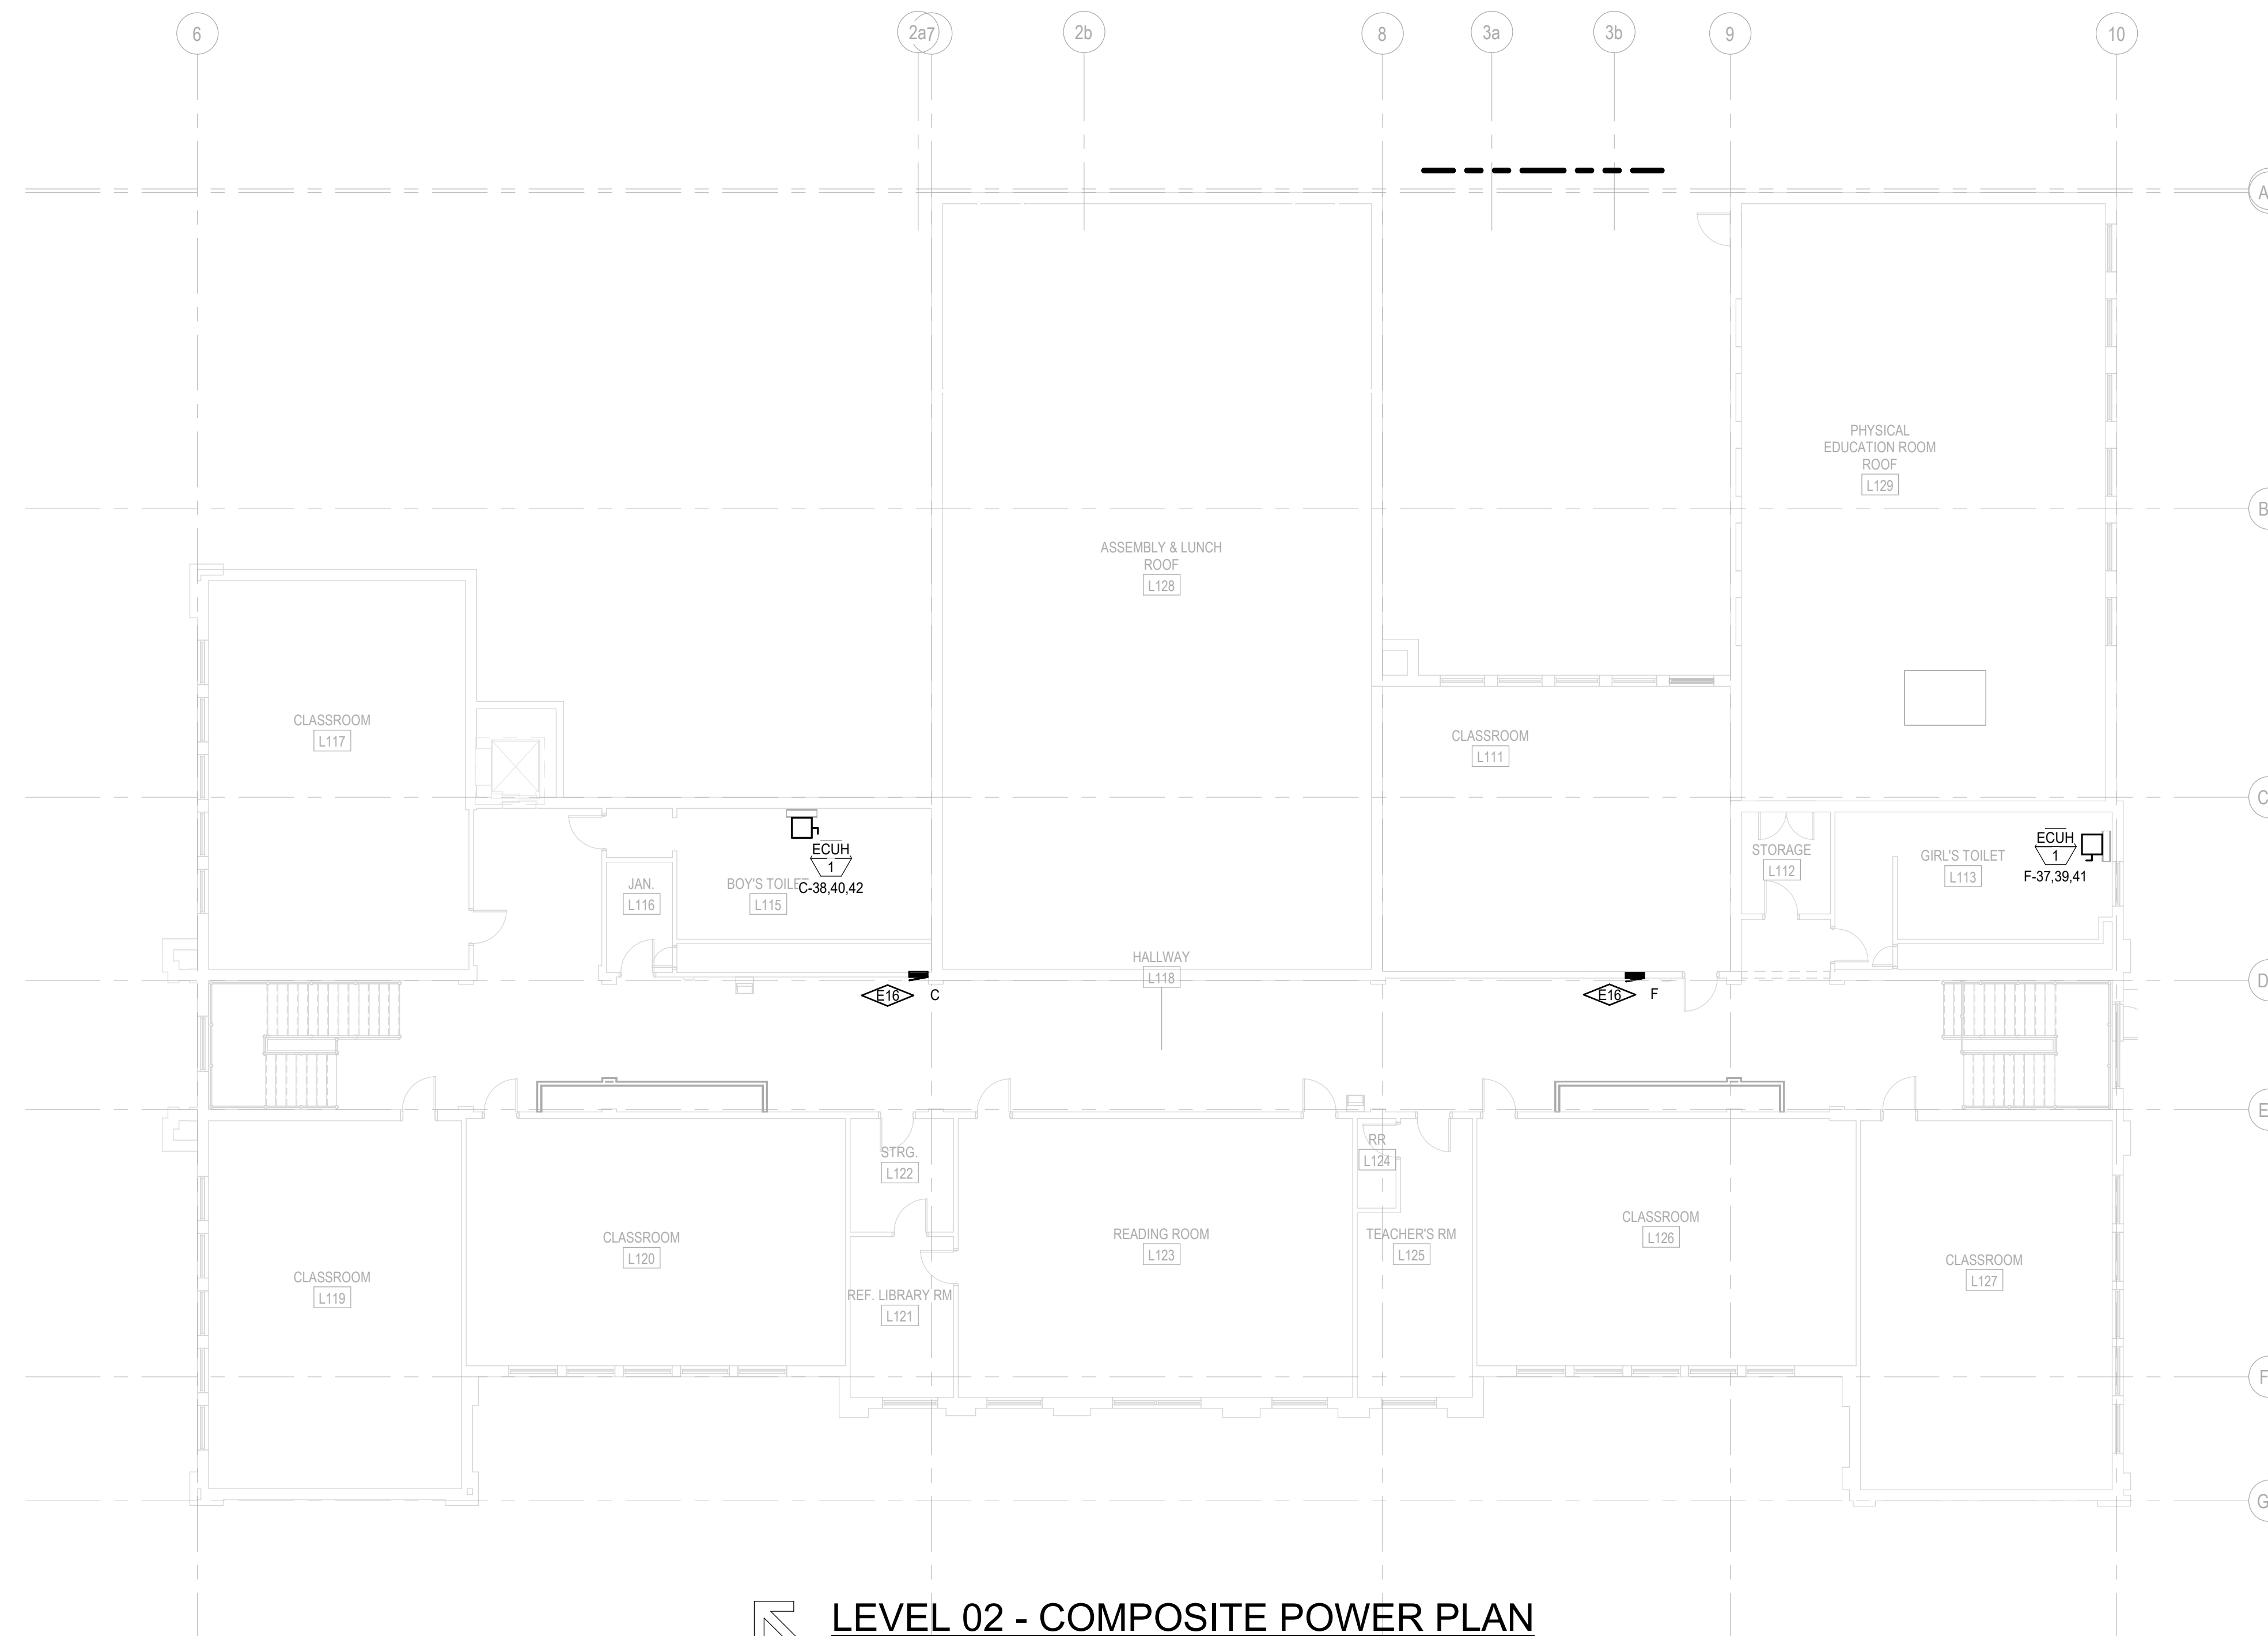 6
2a
7
2b
8
3a
3b
9
10
A
B
PHYSICAL
EDUCATION ROOM
ROOF
L129
ASSEMBLY & LUNCH
ROOF
L128
CLASSROOM
L117
CLASSROOM
L111
C
ECUH
1
C-38,40,42
JAN.
L116
BOY'S TOILET
L115
STORAGE
L112
GIRL'S TOILET
L113
ECUH
1
F-37,39,41
HALLWAY
L118
D
E16
C
E16
F
E
STRG.
L122
RR
L124
CLASSROOM
L119
CLASSROOM
L120
REF. LIBRARY RM
L121
READING ROOM
L123
TEACHER'S RM
L125
CLASSROOM
L126
CLASSROOM
L127
F
G
LEVEL 02 - COMPOSITE POWER PLAN